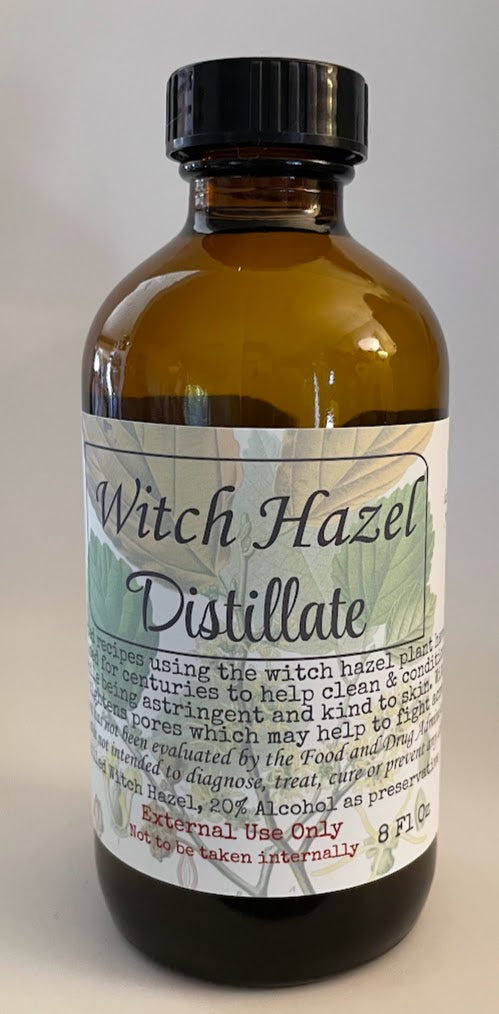 Witch Hazel
Distillate
recipes using the witch hazel plant
for centuries to help clean &
being astringent and kind to skin.
pores which may help to fight
not been evaluated by the Food and Drug
not intended to diagnose, treat, cure or prevent
Witch Hazel, 20% Alcohol as
External Use Only
8 Fl Oz
Not to be taken internally